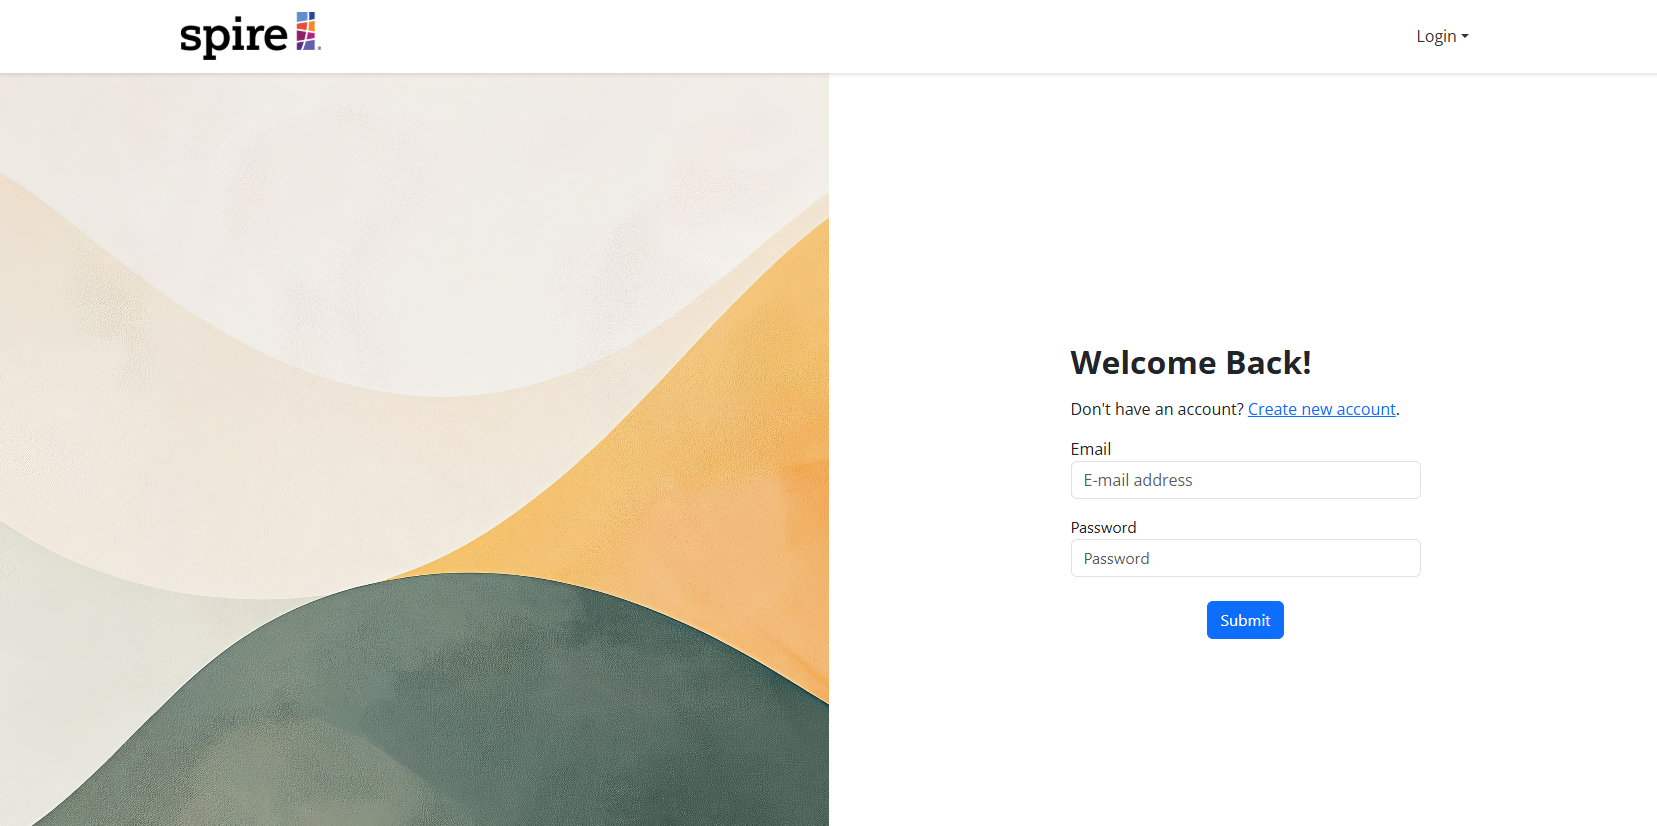 spire
Login
Welcome Back!
Don't have an account? Create new account.
Email
E-mail address
Password
Password
Submit